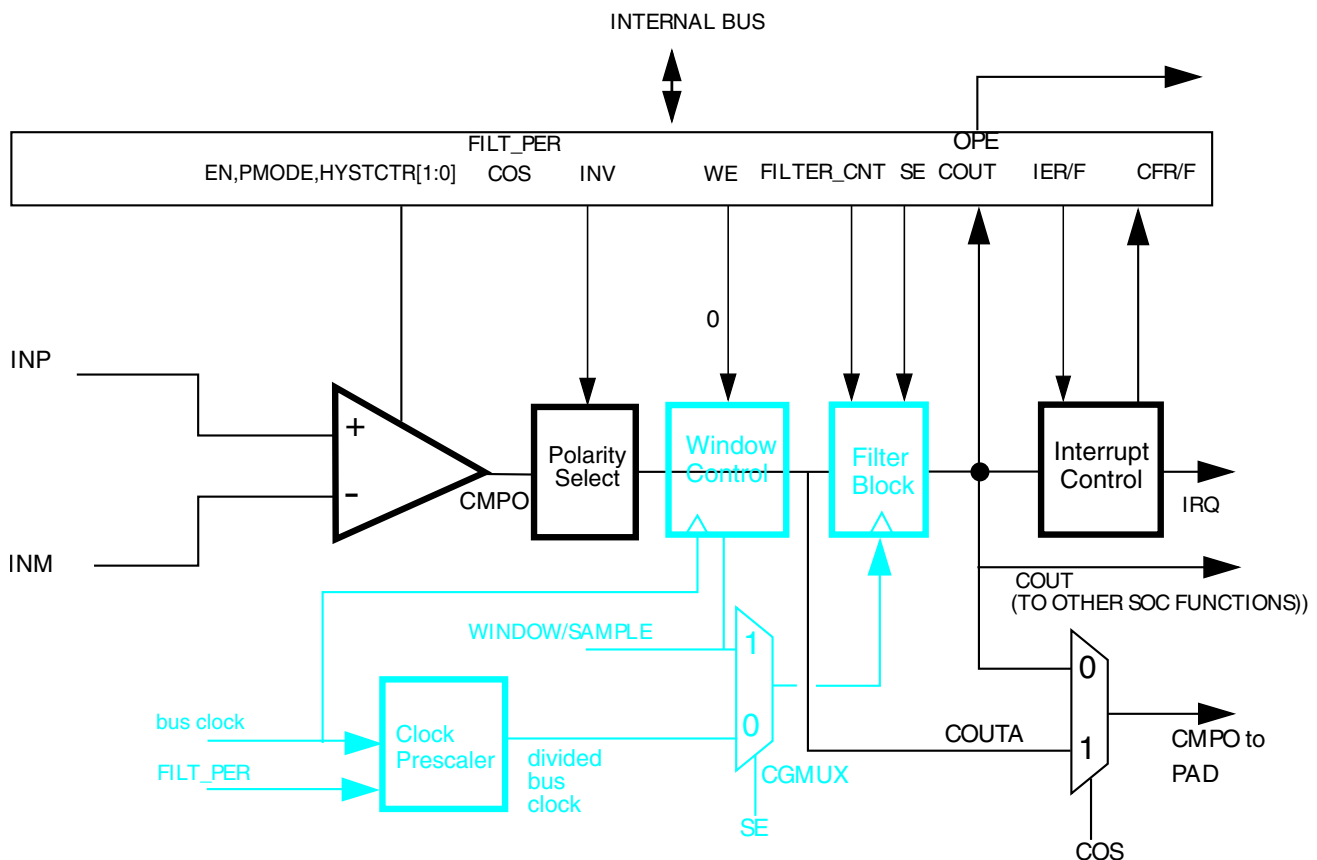 INTERNAL BUS
FILT_PER
OPE
EN,PMODE,HYSTCTR[1:0] COS INV WE FILTER_CNT SE COUT IER/F CFR/F
0
INP
+
-
INM
CMPO
Polarity
Select
Window
Control
Filter
Block
Interrupt
Control
IRQ
COUT
(TO OTHER SOC FUNCTIONS))
WINDOW/SAMPLE
1
0
CGMUX
SE
bus clock
FILT_PER
Clock
Prescaler
divided
bus
clock
COUTA
0
1
CMPO to
PAD
COS